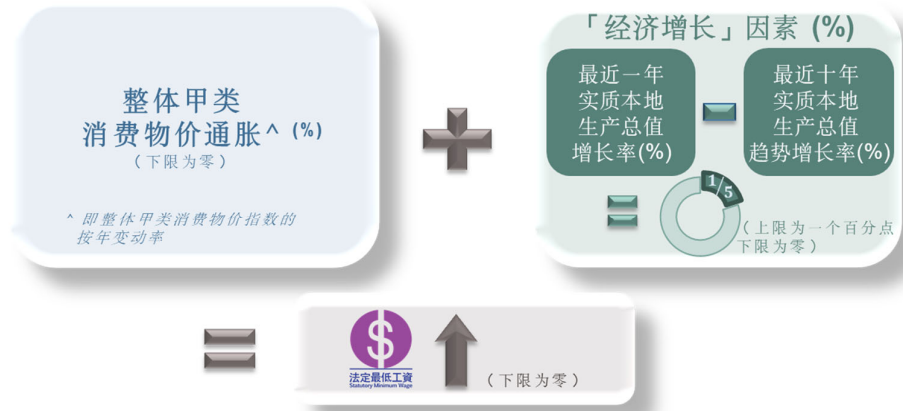 整体甲类
消费物价通胀^ (%)
（下限为零）
^ 即整体甲类消费物价指数的
按年变动率
「经济增长」因素 (%)
最近一年
实质本地
生产总值
增长率(%)
最近十年
实质本地
生产总值
趋势增长率(%)
1/5
（上限为一个百分点
下限为零）
$
法定最低工資
Statutory Minimum Wage
（下限为零）